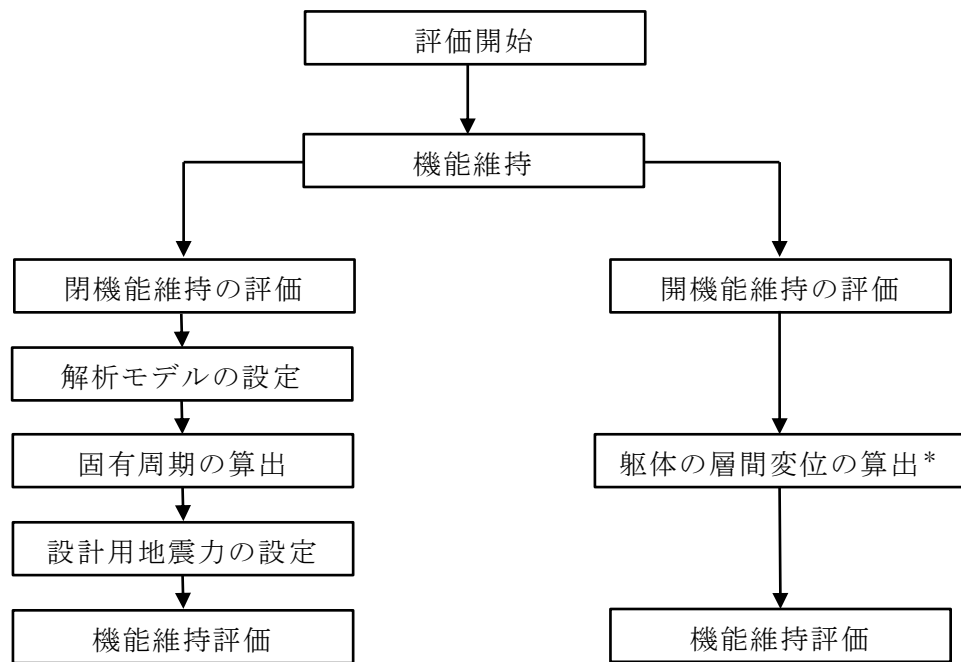 評価開始
機能維持
閉機能維持の評価
開機能維持の評価
解析モデルの設定
固有周期の算出
躯体の層間変位の算出*
設計用地震力の設定
機能維持評価
機能維持評価